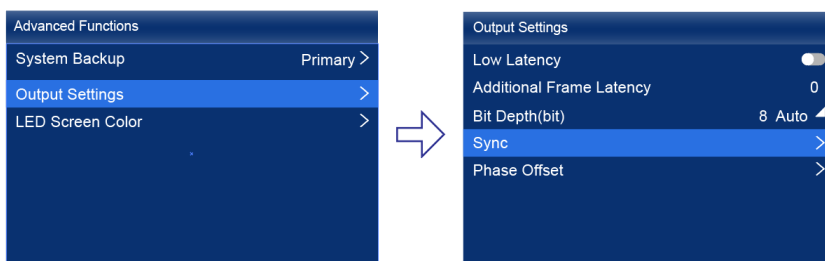 Advanced Functions
System Backup Primary >
Output Settings >
LED Screen Color >
Output Settings
Low Latency
Additional Frame Latency 0
Bit Depth(bit) 8 Auto
Sync >
Phase Offset >